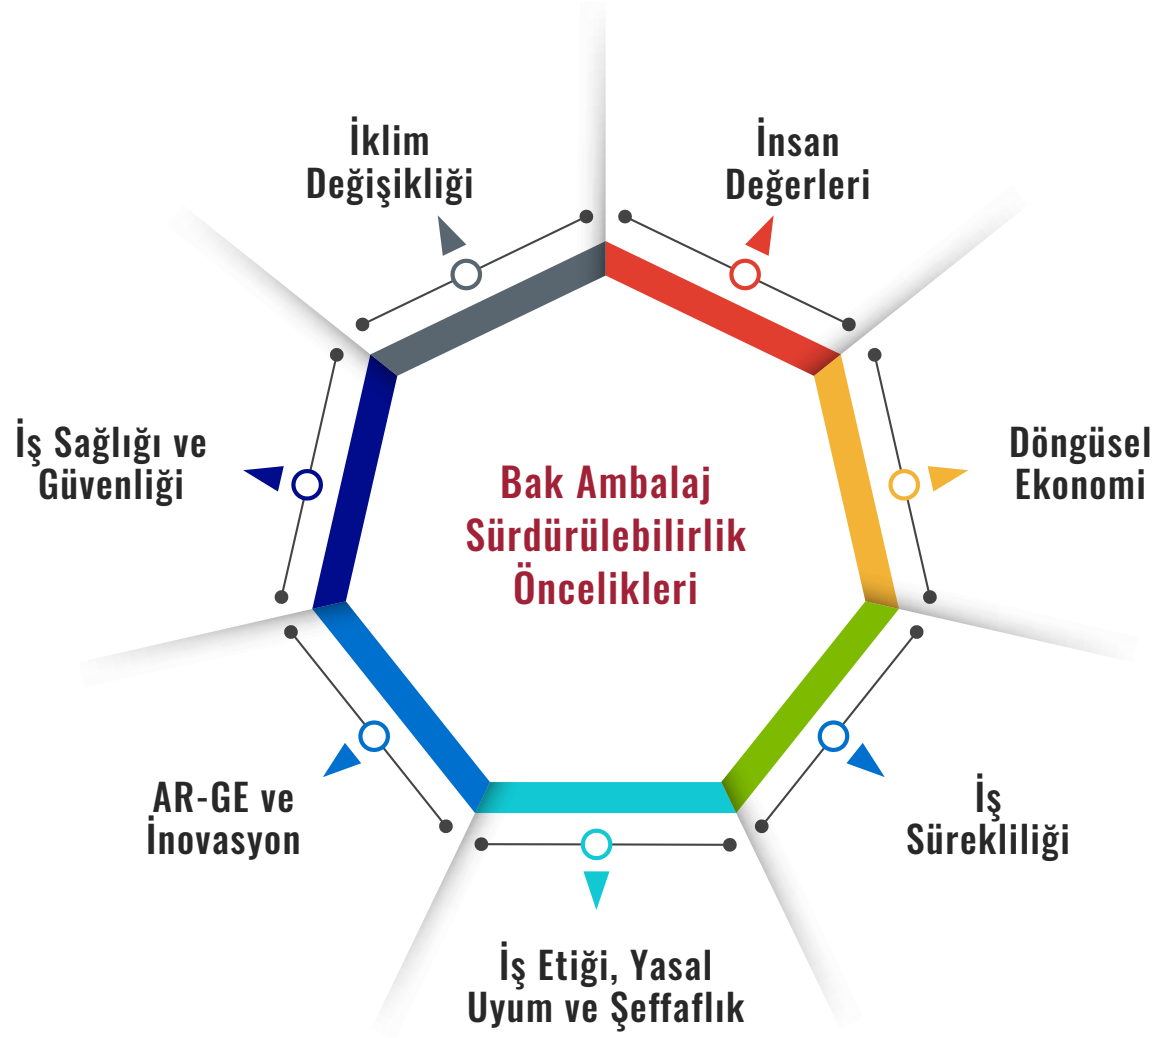 İklim
Değişikliği
İnsan
Değerleri
İş Sağlığı ve
Güvenliği
Bak Ambalaj
Sürdürülebilirlik
Öncelikleri
Döngüsel
Ekonomi
AR-GE ve
İnovasyon
İş
Sürekliliği
İş Etiği, Yasal
Uyum ve Şeffaflık